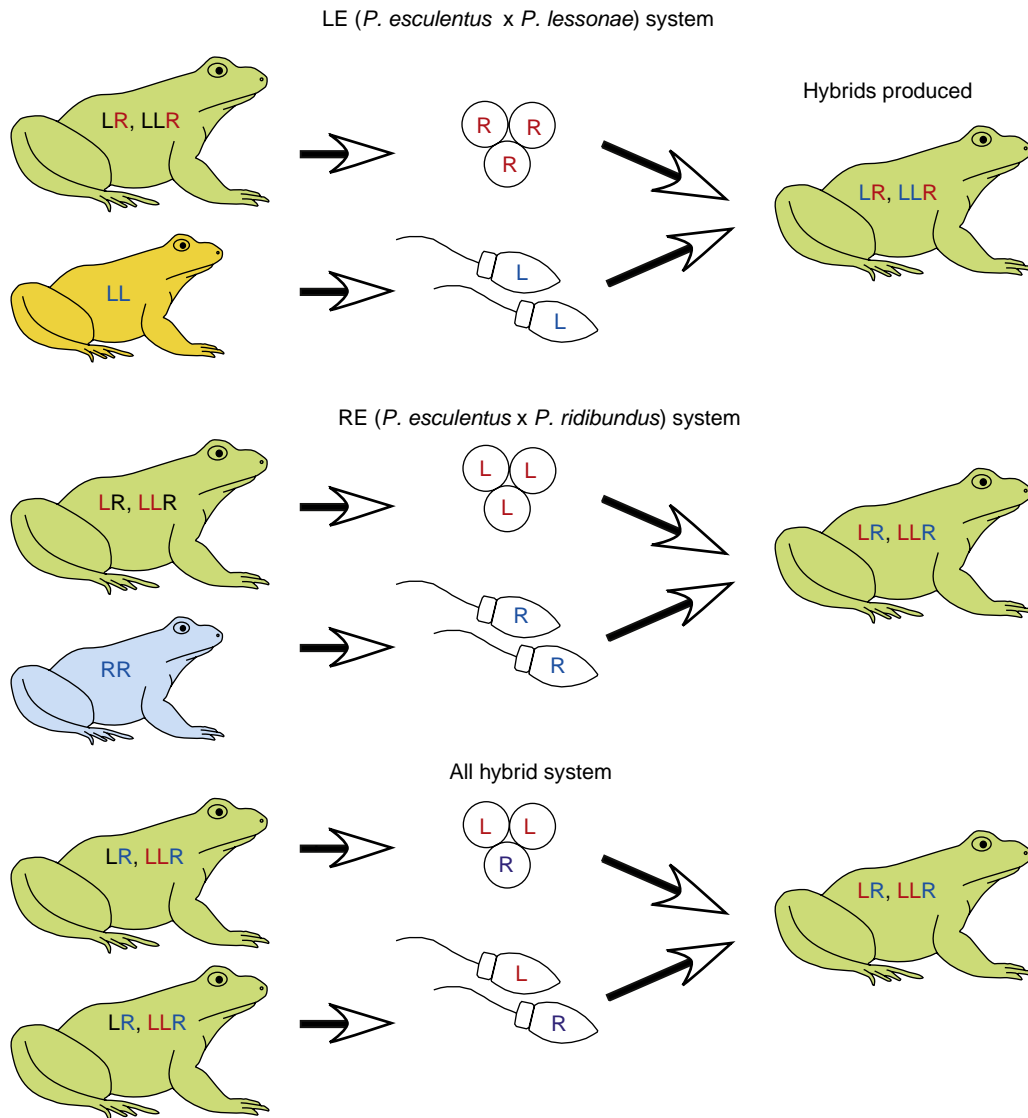 LE (P. esculentus x P. lessonae) system
Hybrids produced
LR, LLR
R R
R
LR, LLR
LL
L
L
RE (P. esculentus x P. ridibundus) system
LR, LLR
L L
L
LR, LLR
RR
R
R
All hybrid system
LR, LLR
L L
R
LR, LLR
LR, LLR
L
R